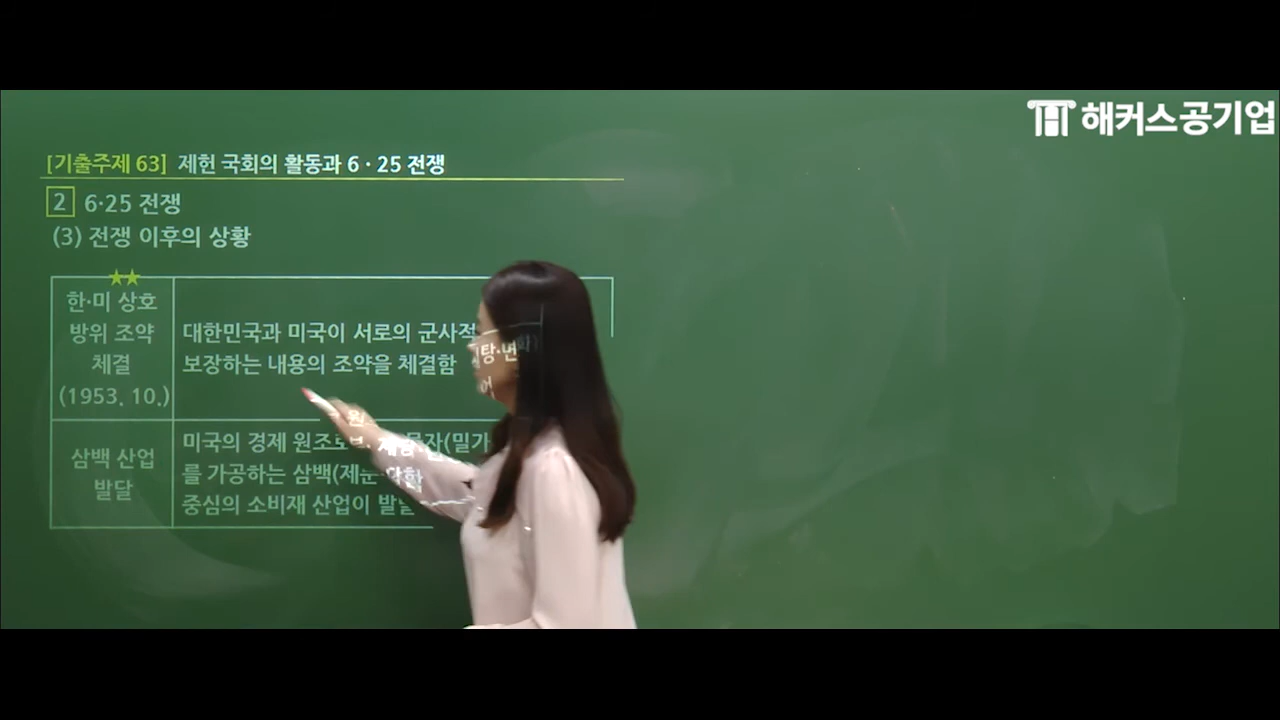 해커스공기업
[기출주제 63] 제헌 국회의 활동과 6·25 전쟁
2 6·25 전쟁
(3) 전쟁 이후의 상황
★★
한·미 상호
방위 조약
체결
(1953. 10.)
대한민국과 미국이 서로의 군사적
보장하는 내용의 조약을 체결함
삼백 산업
발달
미국의 경제 원조로
를 가공하는 삼백(제분
중심의 소비재 산업이 발달